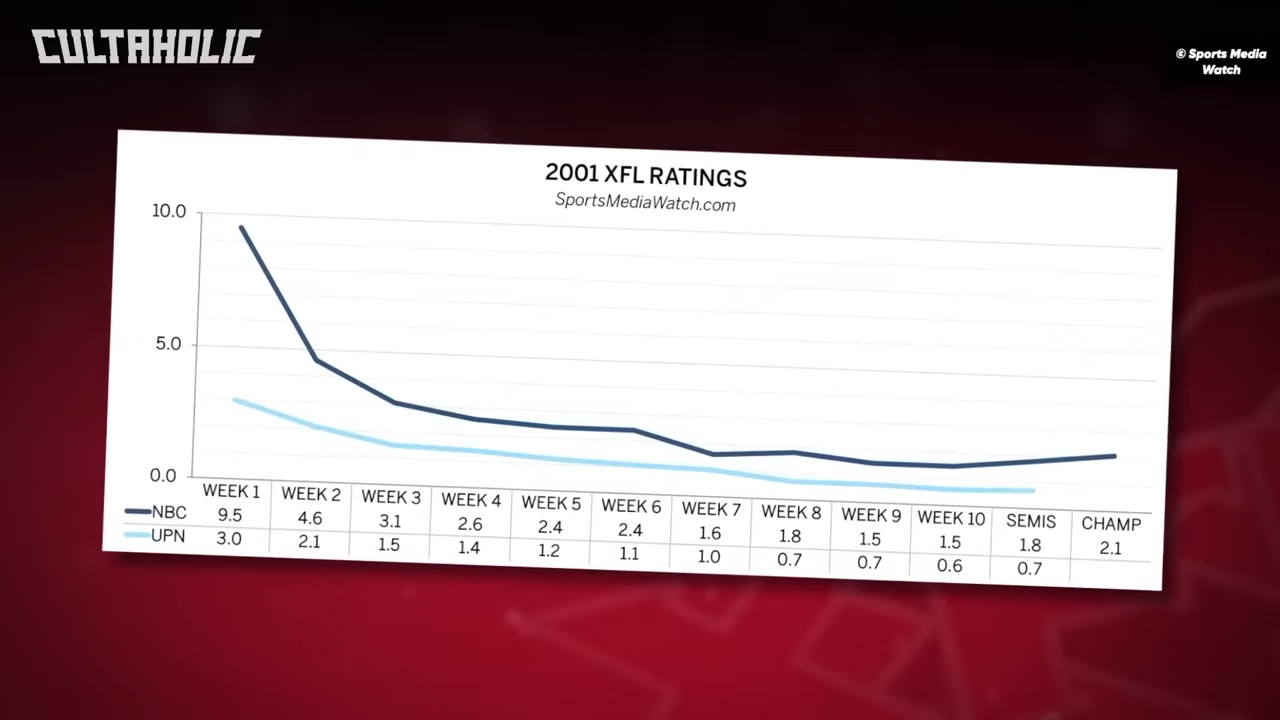 CULTAHOLIC
© Sports Media
Watch
2001 XFL RATINGS
SportsMediaWatch.com
10.0
5.0
0.0
WEEK 1 WEEK 2 WEEK 3 WEEK 4 WEEK 5 WEEK 6 WEEK 7 WEEK 8 WEEK 9 WEEK 10 SEMIS CHAMP
NBC 9.5 4.6 3.1 2.6 2.4 2.4 1.6 1.8 1.5 1.5 1.8 2.1
UPN 3.0 2.1 1.5 1.4 1.2 1.1 1.0 0.7 0.7 0.6 0.7